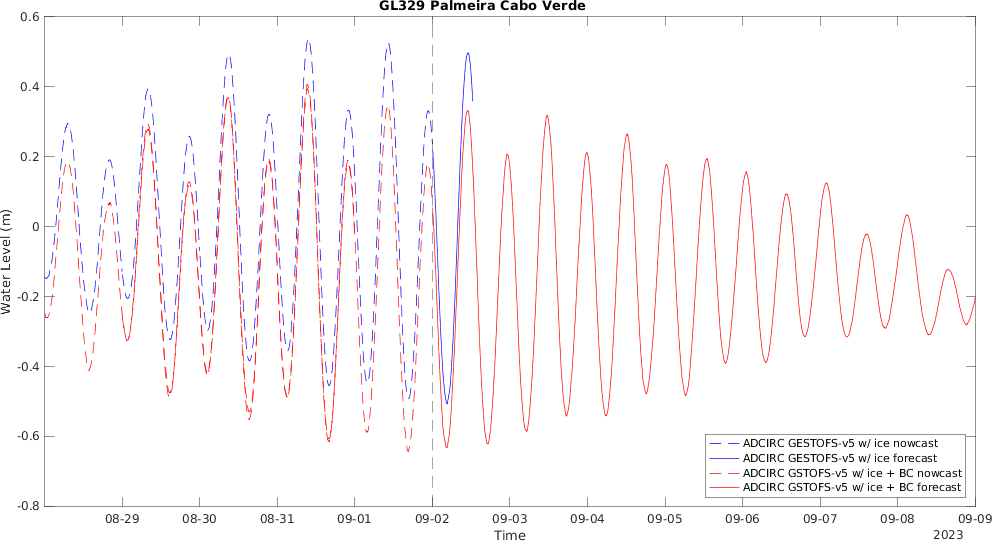 GL329 Palmeira Cabo Verde
0.6
0.4
0.2
0
-0.2
-0.4
-0.6
-0.8
Water Level (m)
ADCIRC GESTOFS-v5 w/ ice nowcast
ADCIRC GESTOFS-v5 w/ ice forecast
ADCIRC GSTOFS-v5 w/ ice + BC nowcast
ADCIRC GSTOFS-v5 w/ ice + BC forecast
08-29 08-30 08-31 09-01 09-02 09-03 09-04 09-05 09-06 09-07 09-08 09-09
Time
2023